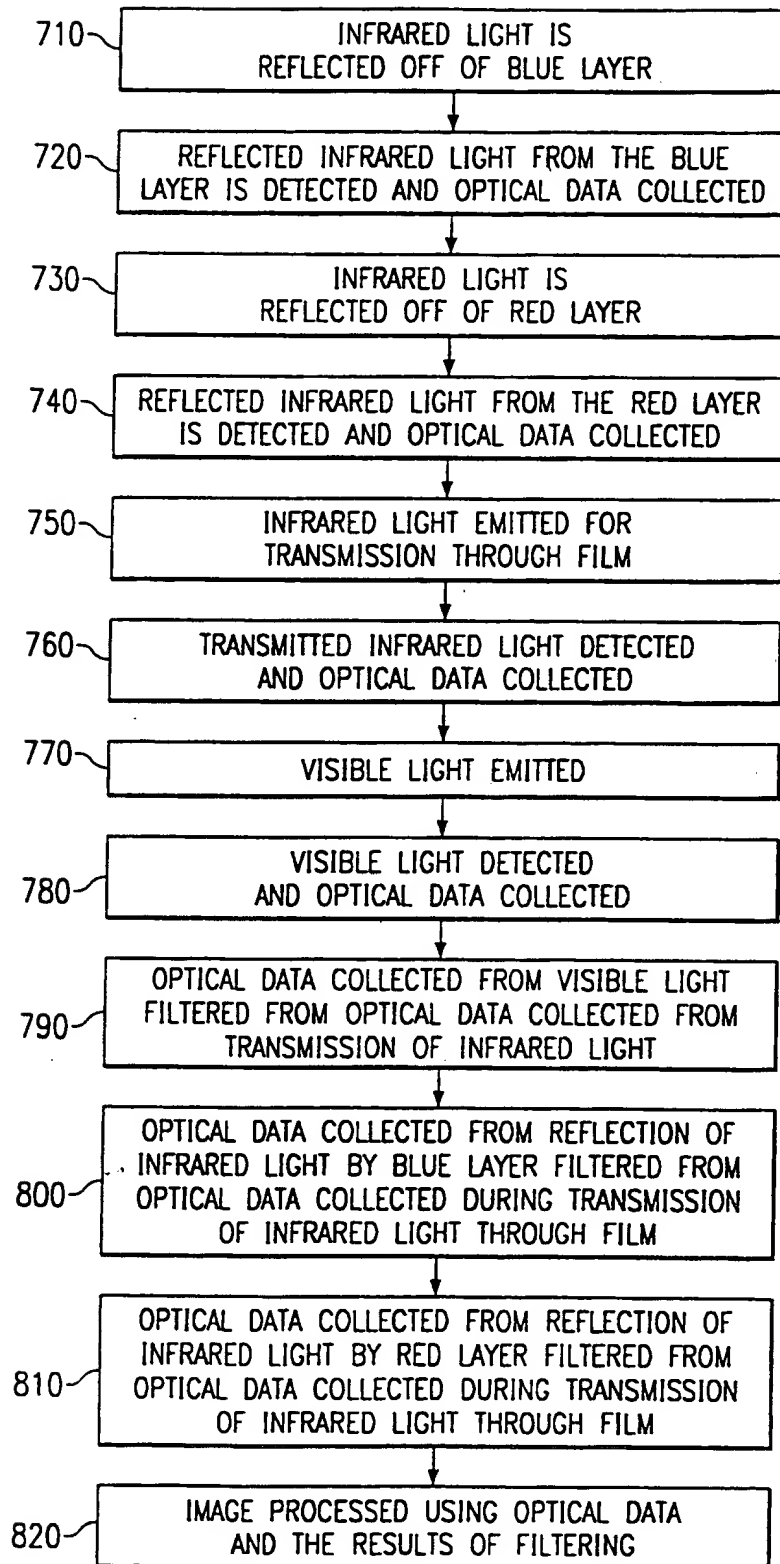 710
INFRARED LIGHT IS
REFLECTED OFF OF BLUE LAYER
720
REFLECTED INFRARED LIGHT FROM THE BLUE
LAYER IS DETECTED AND OPTICAL DATA COLLECTED
730
INFRARED LIGHT IS
REFLECTED OFF OF RED LAYER
740
REFLECTED INFRARED LIGHT FROM THE RED LAYER
IS DETECTED AND OPTICAL DATA COLLECTED
750
INFRARED LIGHT EMITTED FOR
TRANSMISSION THROUGH FILM
760
TRANSMITTED INFRARED LIGHT DETECTED
AND OPTICAL DATA COLLECTED
770
VISIBLE LIGHT EMITTED
780
VISIBLE LIGHT DETECTED
AND OPTICAL DATA COLLECTED
790
OPTICAL DATA COLLECTED FROM VISIBLE LIGHT
FILTERED FROM OPTICAL DATA COLLECTED FROM
TRANSMISSION OF INFRARED LIGHT
800
OPTICAL DATA COLLECTED FROM REFLECTION OF
INFRARED LIGHT BY BLUE LAYER FILTERED FROM
OPTICAL DATA COLLECTED DURING TRANSMISSION
OF INFRARED LIGHT THROUGH FILM
810
OPTICAL DATA COLLECTED FROM REFLECTION OF
INFRARED LIGHT BY RED LAYER FILTERED FROM
OPTICAL DATA COLLECTED DURING TRANSMISSION
OF INFRARED LIGHT THROUGH FILM
820
IMAGE PROCESSED USING OPTICAL DATA
AND THE RESULTS OF FILTERING